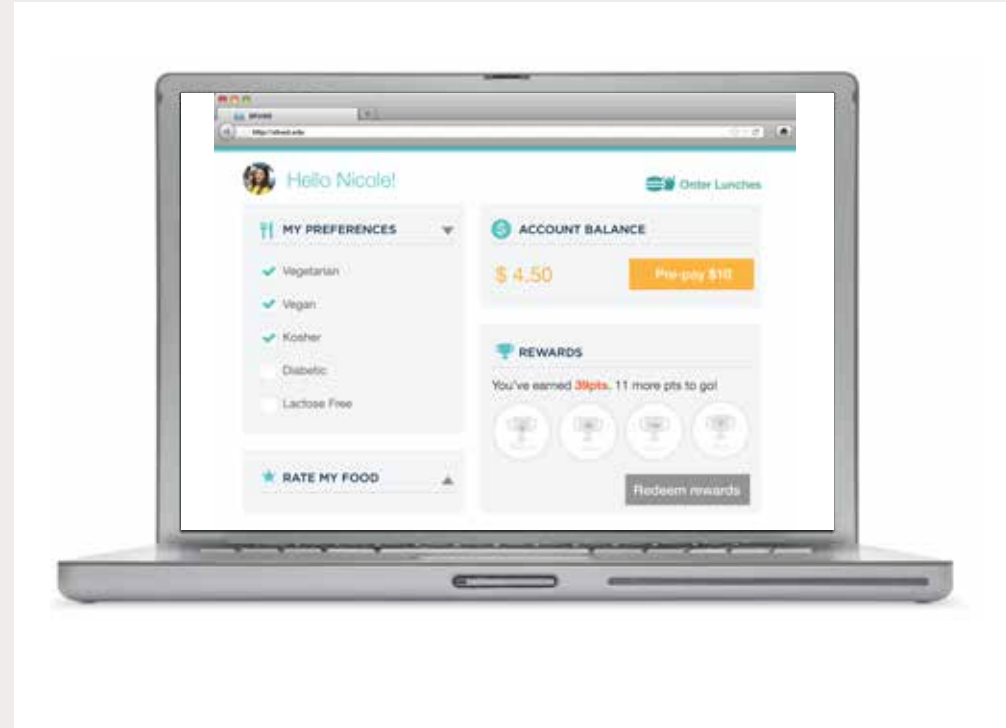 Hello Nicole!
Order Lunches
MY PREFERENCES
Vegetarian
Vegan
Kosher
Diabetic
Lactose Free
RATE MY FOOD
ACCOUNT BALANCE
$ 4.50
Pre-pay $10
REWARDS
You've earned 39pts. 11 more pts to go!
Redeem rewards